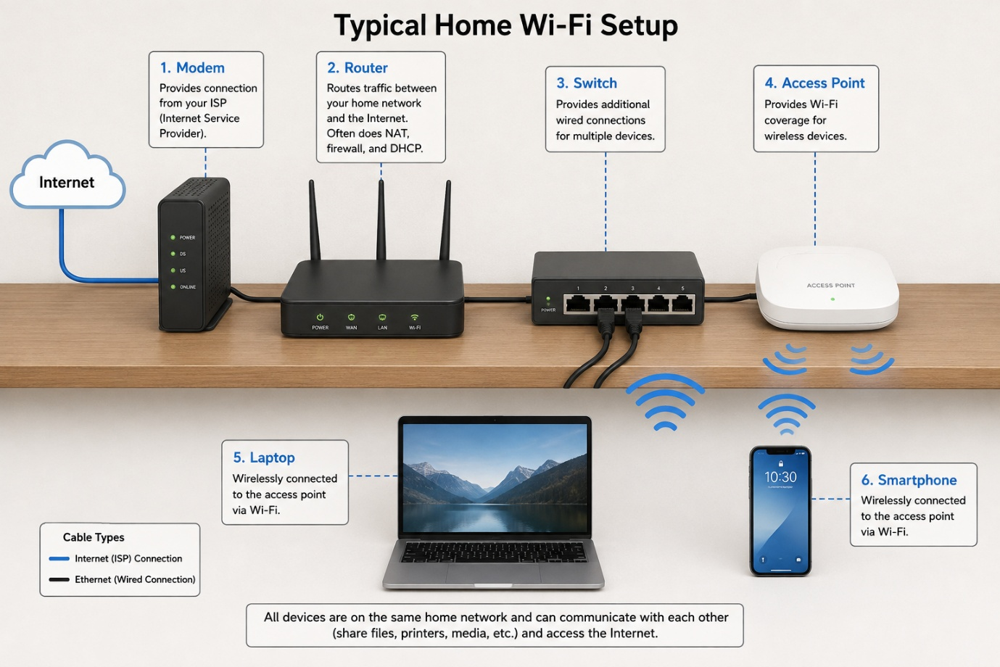 Typical Home Wi-Fi Setup
1. Modem
Provides connection
from your ISP
(Internet Service
Provider).
2. Router
Routes traffic between
your home network
and the Internet.
Often does NAT,
firewall, and DHCP.
3. Switch
Provides additional
wired connections
for multiple devices.
4. Access Point
Provides Wi-Fi
coverage for
wireless devices.
Internet
POWER
DS
US
ONLINE
POWER
WAN
LAN
Wi-Fi
1
2
3
4
5
POWER
ACCESS POINT
5. Laptop
Wirelessly connected
to the access point
via Wi-Fi.
10:30
6. Smartphone
Wirelessly connected
to the access point
via Wi-Fi.
Cable Types
Internet (ISP) Connection
Ethernet (Wired Connection)
All devices are on the same home network and can communicate with each other
(share files, printers, media, etc.) and access the Internet.